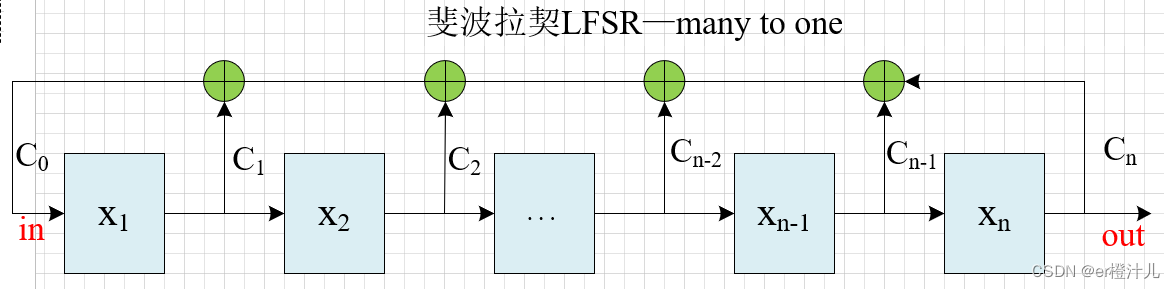 斐波拉契LFSR—many to one
C₀
C₁
C₂
Cₙ₋₂
Cₙ₋₁
Cₙ
x₁
x₂
···
xₙ₋₁
xₙ
in
out
CSDN @er橙汁儿